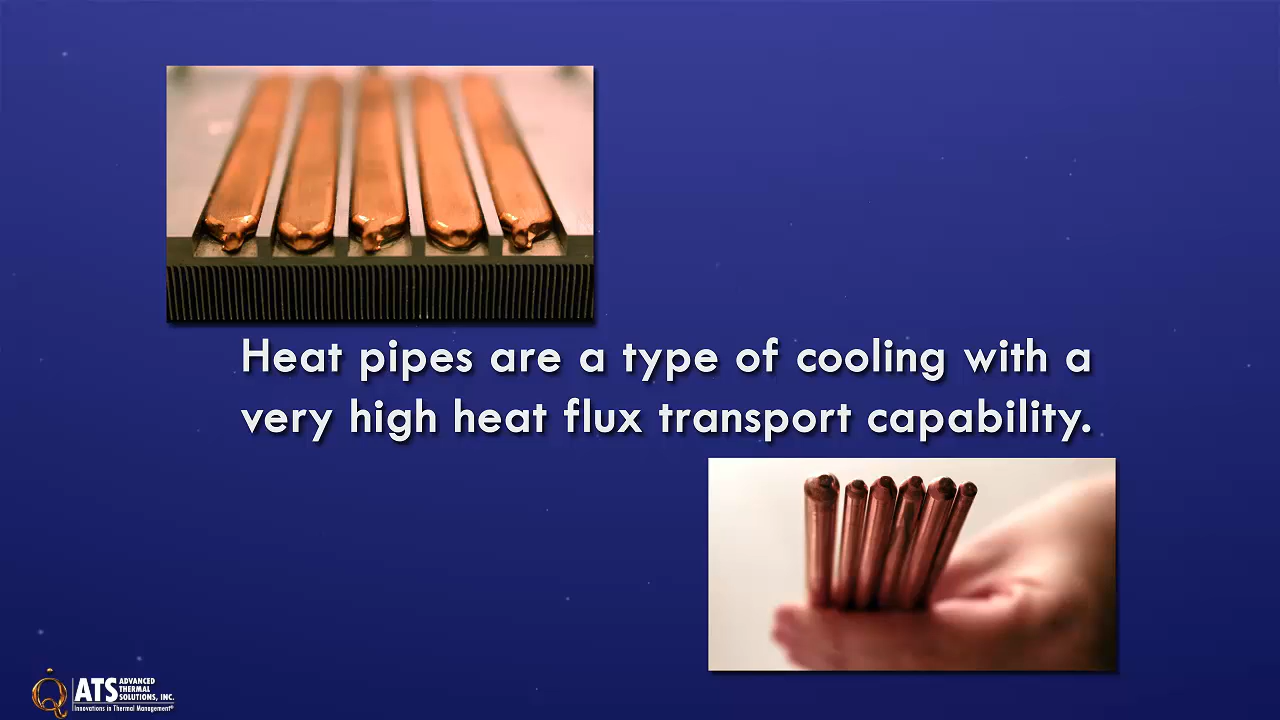 Heat pipes are a type of cooling with a
very high heat flux transport capability.
ATS ADVANCED
THERMAL
SOLUTIONS, INC.
Innovations in Thermal Management®